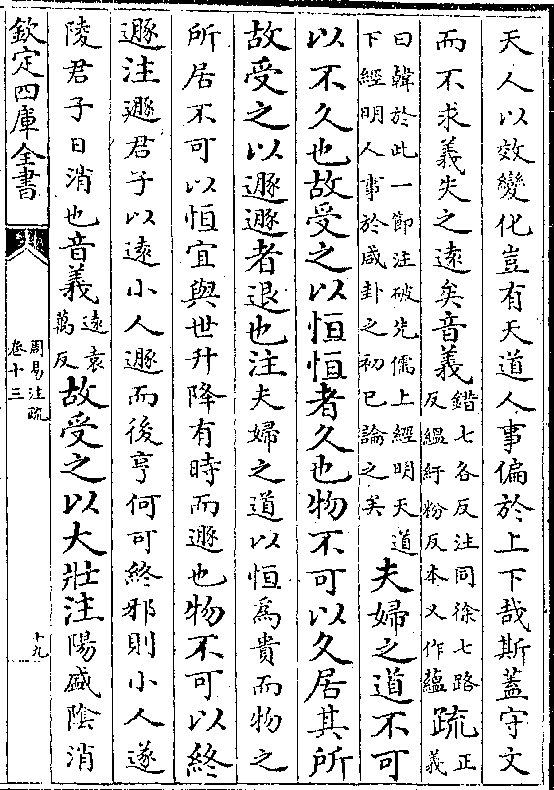 天人以效變化豈有天道人事偏於上下哉斯蓋守文
而不求義失之遠矣音義錯七各反注同徐七路反縕紆粉反本又作蘊疏正義
曰韓於此一節注破先儒上經明天道下經明人事於咸卦之初已論之矣夫婦之道不可
以不久也故受之以恒恒者久也物不可以久居其所
故受之以遯遯者退也注夫婦之道以恒爲貴而物之
所居不可以恒宜與世升降有時而遯也物不可以終
遯注遯君子以遠小人遯而後亨何可終邪則小人遂
陵君子日消也音義遠袁萬反故受之以大壯注陽盛陰消
欽定四庫全書
周易注疏
卷十三
十九